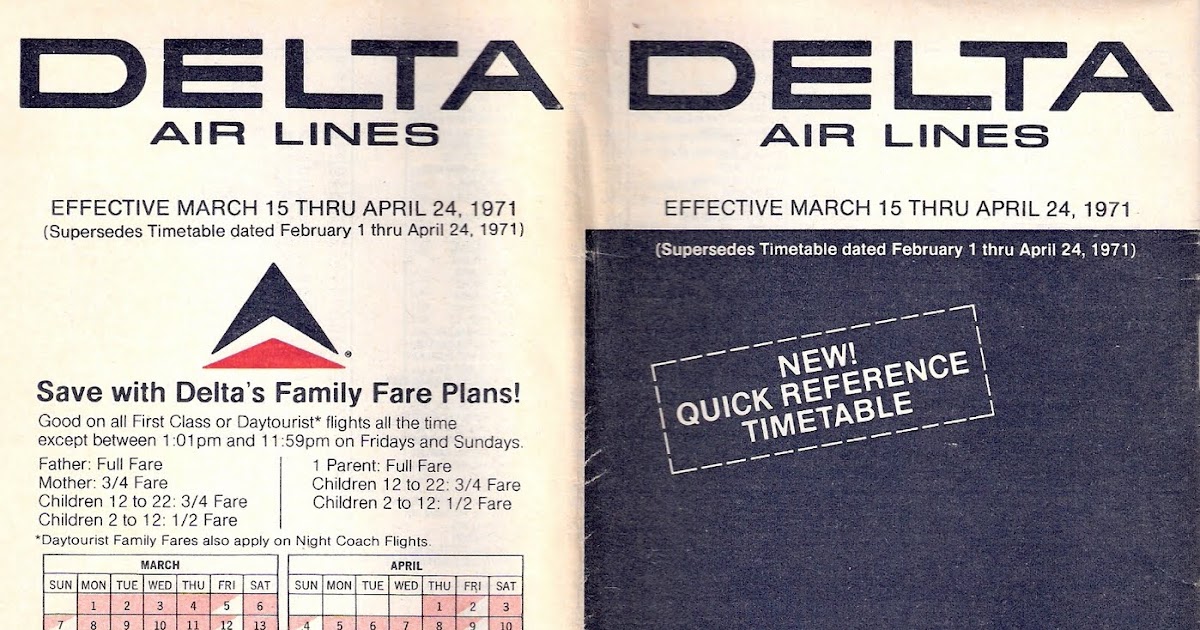 DELTA
AIR LINES
EFFECTIVE MARCH 15 THRU APRIL 24, 1971
(Supersedes Timetable dated February 1 thru April 24, 1971)
®
Save with Delta's Family Fare Plans!
Good on all First Class or Daytourist* flights all the time
except between 1:01pm and 11:59pm on Fridays and Sundays.
Father: Full Fare
Mother: 3/4 Fare
Children 12 to 22: 3/4 Fare
Children 2 to 12: 1/2 Fare
1 Parent: Full Fare
Children 12 to 22: 3/4 Fare
Children 2 to 12: 1/2 Fare
*Daytourist Family Fares also apply on Night Coach Flights.
MARCH
SUN MON TUE WED THU FRI SAT
1 2 3 4 5 6
7 8 9 10 11 12 13
APRIL
SUN MON TUE WED THU FRI SAT
1 2 3
4 5 6 7 8 9 10
DELTA
AIR LINES
EFFECTIVE MARCH 15 THRU APRIL 24, 1971
(Supersedes Timetable dated February 1 thru April 24, 1971)
NEW!
QUICK REFERENCE
TIMETABLE